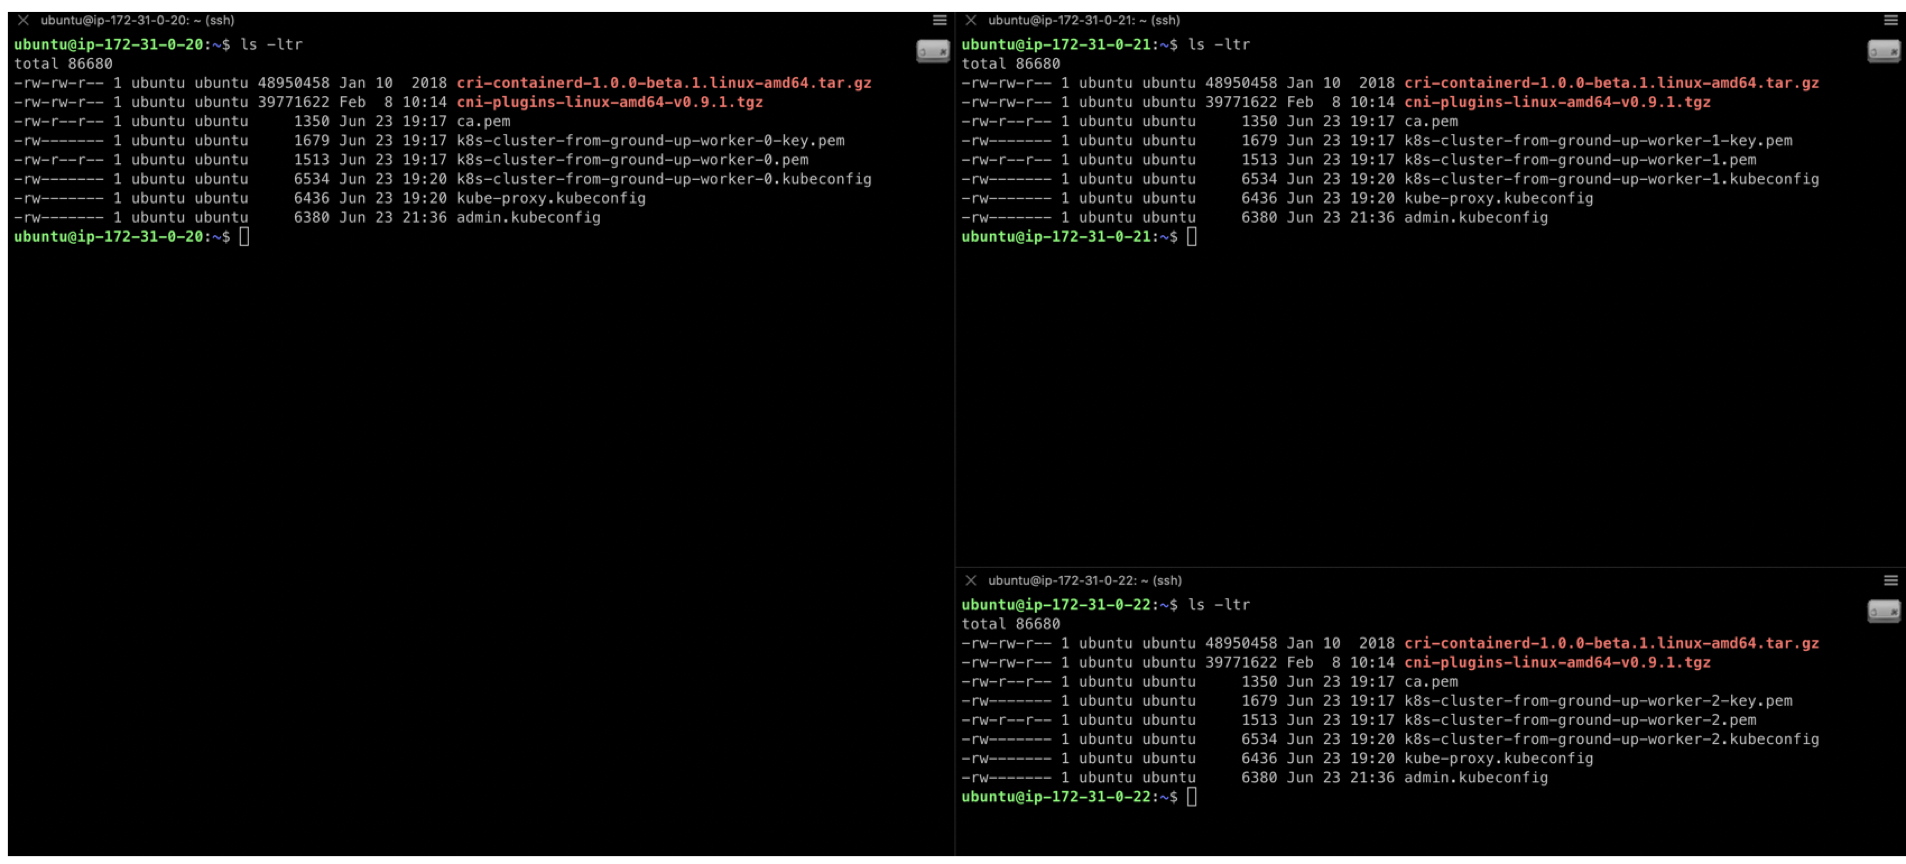 ubuntu@ip-172-31-0-20: ~ (ssh)
ubuntu@ip-172-31-0-20:~$ ls -ltr
total 86680
-rw-rw-r-- 1 ubuntu ubuntu 48950458 Jan 10  2018 cri-containerd-1.0.0-beta.1.linux-amd64.tar.gz
-rw-rw-r-- 1 ubuntu ubuntu 39771622 Feb  8 10:14 cni-plugins-linux-amd64-v0.9.1.tgz
-rw-r--r-- 1 ubuntu ubuntu     1350 Jun 23 19:17 ca.pem
-rw------- 1 ubuntu ubuntu     1679 Jun 23 19:17 k8s-cluster-from-ground-up-worker-0-key.pem
-rw-r--r-- 1 ubuntu ubuntu     1513 Jun 23 19:17 k8s-cluster-from-ground-up-worker-0.pem
-rw------- 1 ubuntu ubuntu     6534 Jun 23 19:20 k8s-cluster-from-ground-up-worker-0.kubeconfig
-rw------- 1 ubuntu ubuntu     6436 Jun 23 19:20 kube-proxy.kubeconfig
-rw------- 1 ubuntu ubuntu     6380 Jun 23 21:36 admin.kubeconfig
ubuntu@ip-172-31-0-20:~$
ubuntu@ip-172-31-0-21: ~ (ssh)
ubuntu@ip-172-31-0-21:~$ ls -ltr
total 86680
-rw-rw-r-- 1 ubuntu ubuntu 48950458 Jan 10  2018 cri-containerd-1.0.0-beta.1.linux-amd64.tar.gz
-rw-rw-r-- 1 ubuntu ubuntu 39771622 Feb  8 10:14 cni-plugins-linux-amd64-v0.9.1.tgz
-rw-r--r-- 1 ubuntu ubuntu     1350 Jun 23 19:17 ca.pem
-rw------- 1 ubuntu ubuntu     1679 Jun 23 19:17 k8s-cluster-from-ground-up-worker-1-key.pem
-rw-r--r-- 1 ubuntu ubuntu     1513 Jun 23 19:17 k8s-cluster-from-ground-up-worker-1.pem
-rw------- 1 ubuntu ubuntu     6534 Jun 23 19:20 k8s-cluster-from-ground-up-worker-1.kubeconfig
-rw------- 1 ubuntu ubuntu     6436 Jun 23 19:20 kube-proxy.kubeconfig
-rw------- 1 ubuntu ubuntu     6380 Jun 23 21:36 admin.kubeconfig
ubuntu@ip-172-31-0-21:~$
ubuntu@ip-172-31-0-22: ~ (ssh)
ubuntu@ip-172-31-0-22:~$ ls -ltr
total 86680
-rw-rw-r-- 1 ubuntu ubuntu 48950458 Jan 10  2018 cri-containerd-1.0.0-beta.1.linux-amd64.tar.gz
-rw-rw-r-- 1 ubuntu ubuntu 39771622 Feb  8 10:14 cni-plugins-linux-amd64-v0.9.1.tgz
-rw-r--r-- 1 ubuntu ubuntu     1350 Jun 23 19:17 ca.pem
-rw------- 1 ubuntu ubuntu     1679 Jun 23 19:17 k8s-cluster-from-ground-up-worker-2-key.pem
-rw-r--r-- 1 ubuntu ubuntu     1513 Jun 23 19:17 k8s-cluster-from-ground-up-worker-2.pem
-rw------- 1 ubuntu ubuntu     6534 Jun 23 19:20 k8s-cluster-from-ground-up-worker-2.kubeconfig
-rw------- 1 ubuntu ubuntu     6436 Jun 23 19:20 kube-proxy.kubeconfig
-rw------- 1 ubuntu ubuntu     6380 Jun 23 21:36 admin.kubeconfig
ubuntu@ip-172-31-0-22:~$